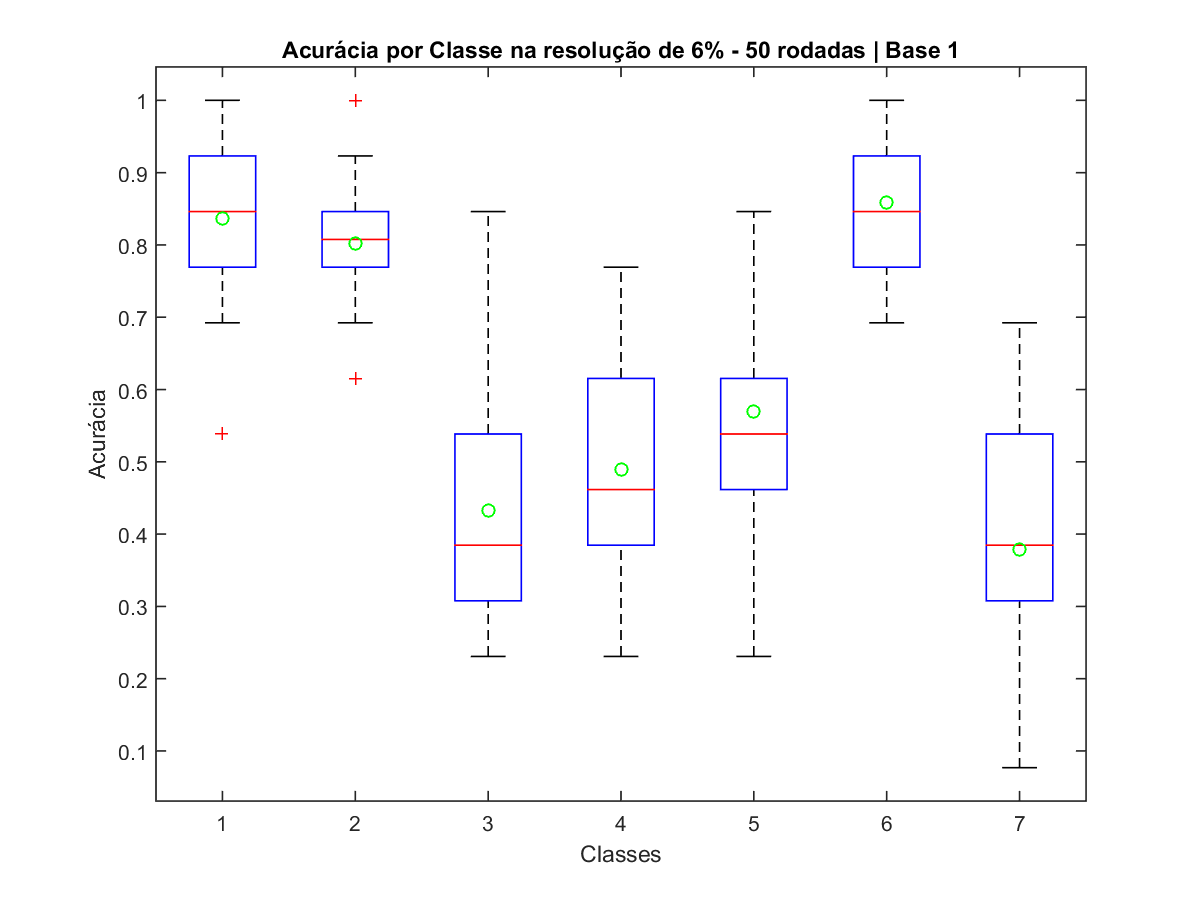 Acurácia por Classe na resolução de 6% - 50 rodadas | Base 1
1
0.9
0.8
0.7
0.6
0.5
0.4
0.3
0.2
0.1
Acurácia
1 2 3 4 5 6 7
Classes